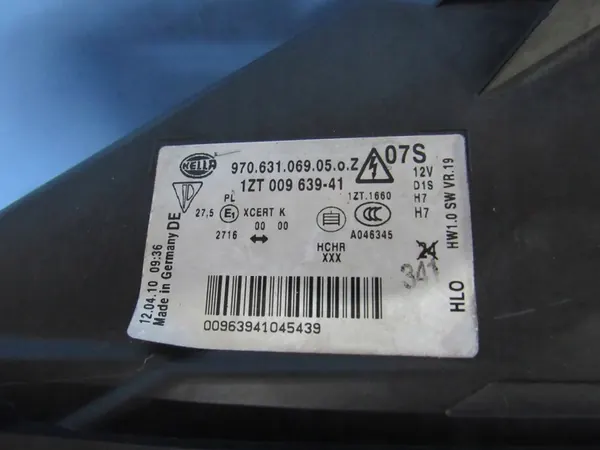 HELLA
970.631.069.05.o.Z
07S
1ZT 009 639-41
12V
D1S
H7
H7
PL
27,5
E1
XCERT K
00 00
2716
1ZT.1660
CCC
A046345
HCHR
XXX
24
341
HLO
HW1.0 SW VR.19
12.04.10 09:36
Made in Germany DE
00963941045439